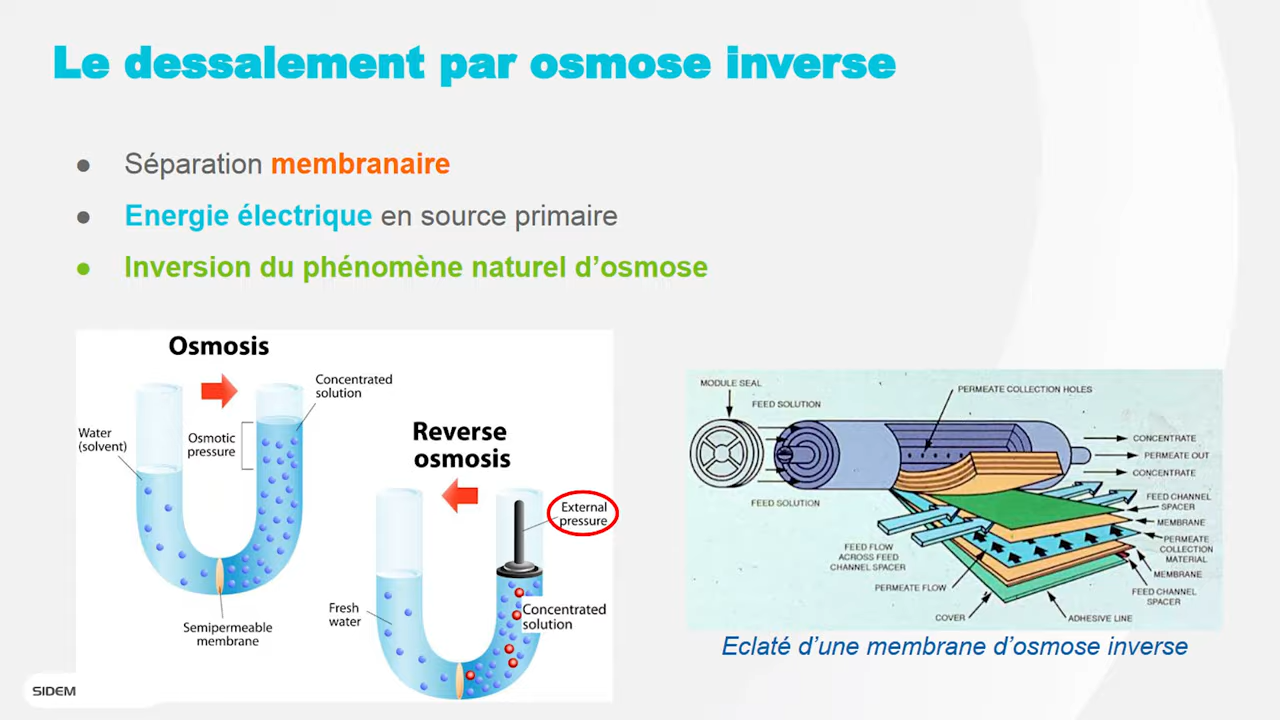 Le dessalement par osmose inverse
● Séparation membranaire
● Energie électrique en source primaire
● Inversion du phénomène naturel d’osmose
Osmosis
Concentrated
solution
Water
(solvent)
Osmotic
pressure
Semipermeable
membrane
Reverse
osmosis
External
pressure
Fresh
water
Concentrated
solution
MODULE SEAL
FEED SOLUTION
PERMEATE COLLECTION HOLES
CONCENTRATE
PERMEATE OUT
CONCENTRATE
FEED SOLUTION
FEED CHANNEL
SPACER
MEMBRANE
PERMEATE
COLLECTION
MATERIAL
MEMBRANE
FEED CHANNEL
SPACER
FEED FLOW
ACROSS FEED
CHANNEL SPACER
PERMEATE FLOW
COVER
ADHESIVE LINE
Eclaté d’une membrane d’osmose inverse
SIDEM